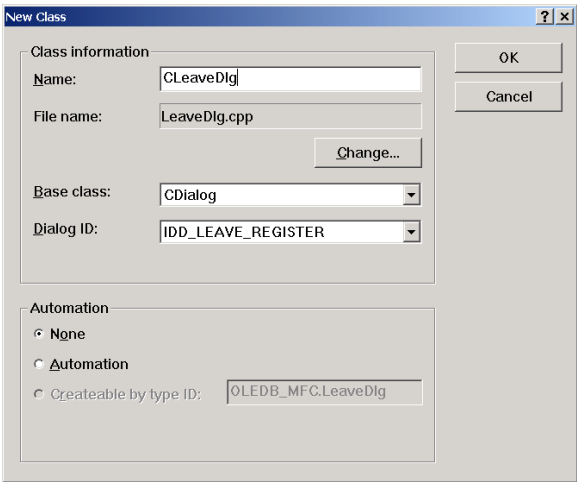 New Class
Class information
Name: CLeaveDlg
File name: LeaveDlg.cpp
Change...
Base class: CDialog
Dialog ID: IDD_LEAVE_REGISTER
OK
Cancel
Automation
None
Automation
Createable by type ID: OLEDB_MFC.LeaveDlg